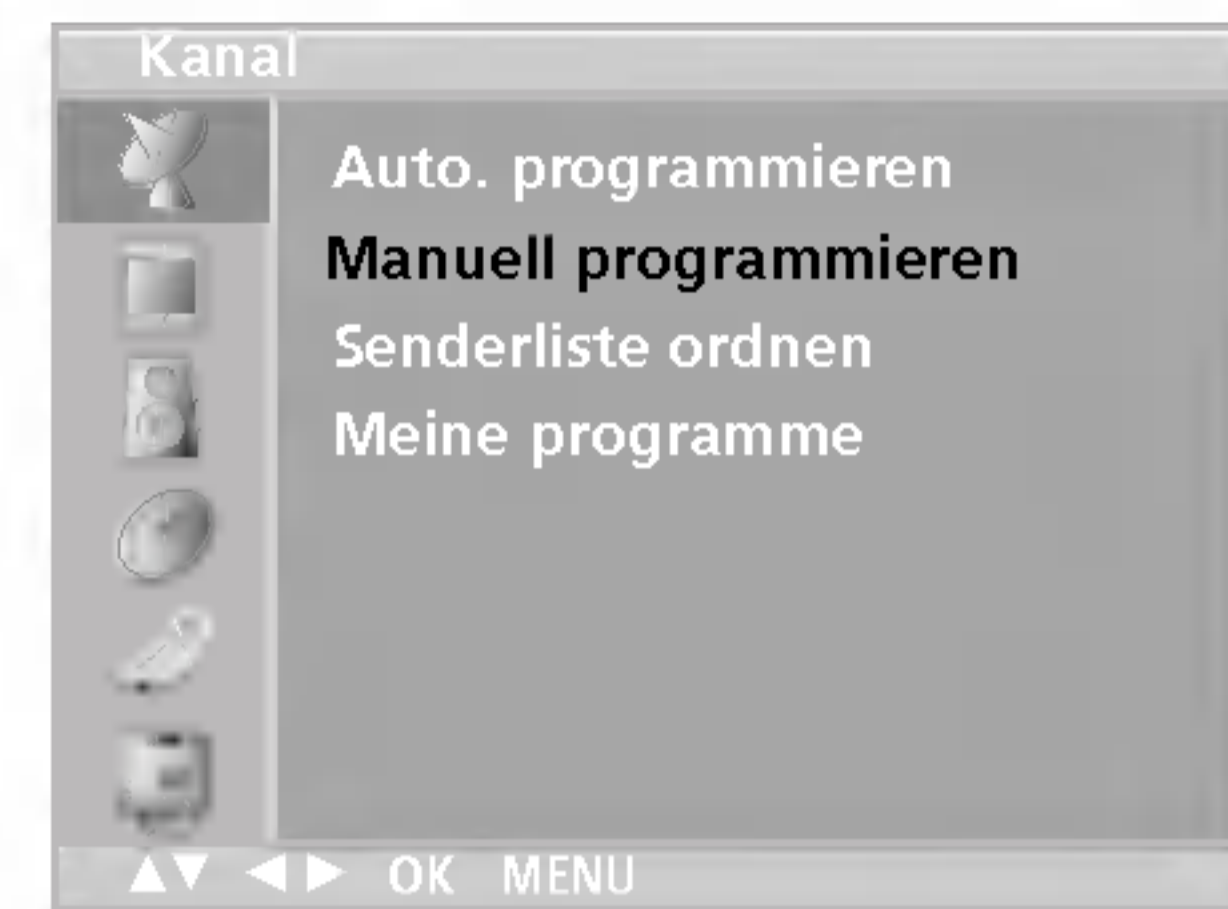 Kanal
Auto. programmieren
Manuell programmieren
Senderliste ordnen
Meine programme
▲▼ ◀ ▶ OK MENU